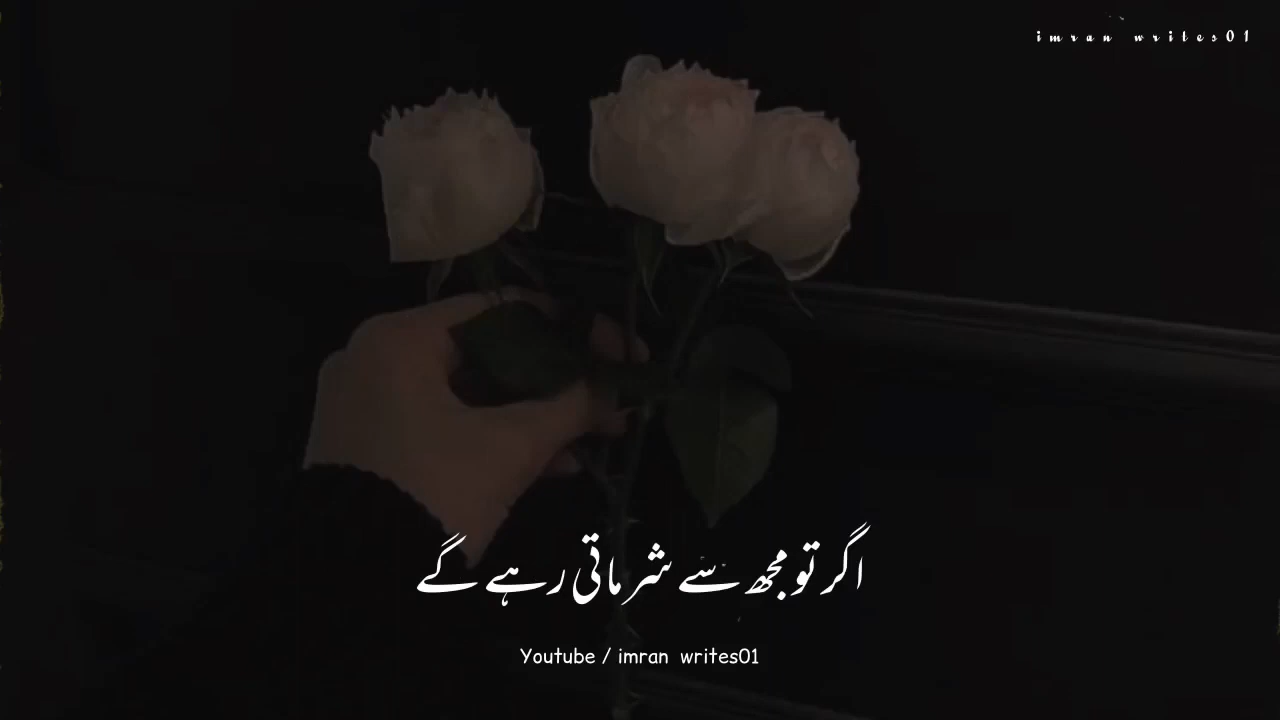 imran writes01
اگر تو مجھ سے شرماتی رہے گے
Youtube / imran writes01